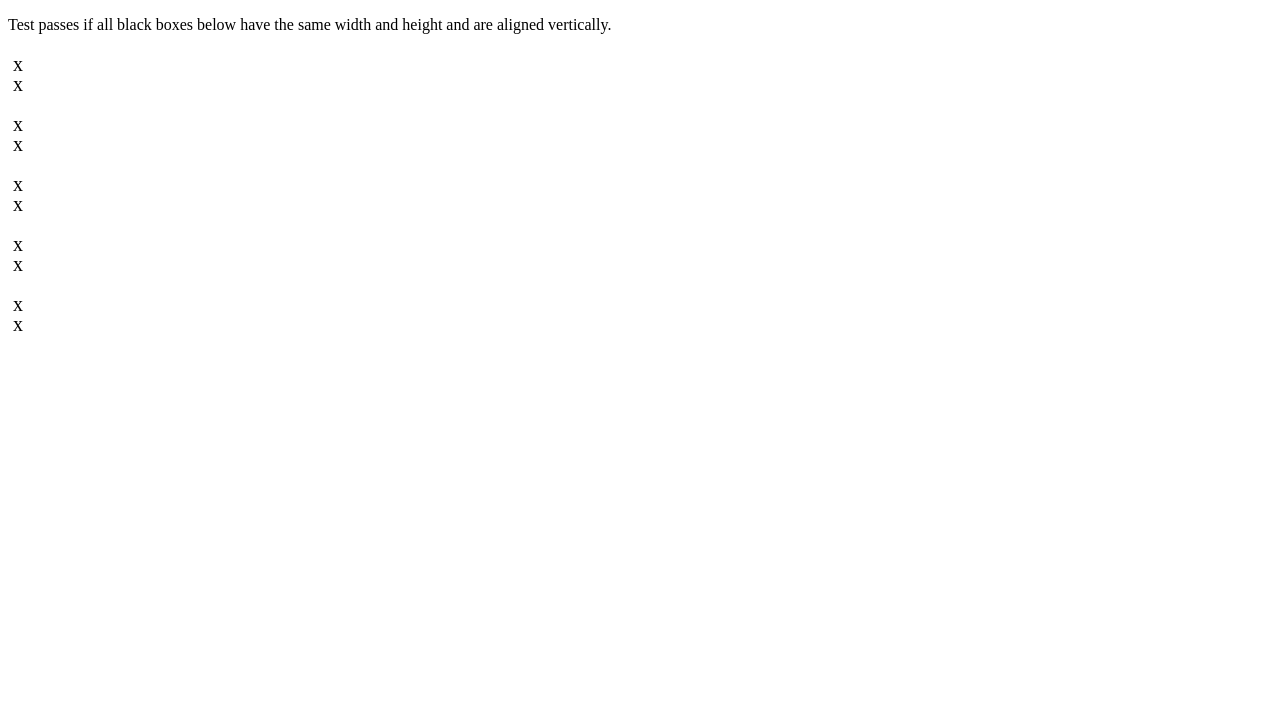 Test passes if all black boxes below have the same width and height and are aligned vertically.
x
x
x
x
x
x
x
x
x
x